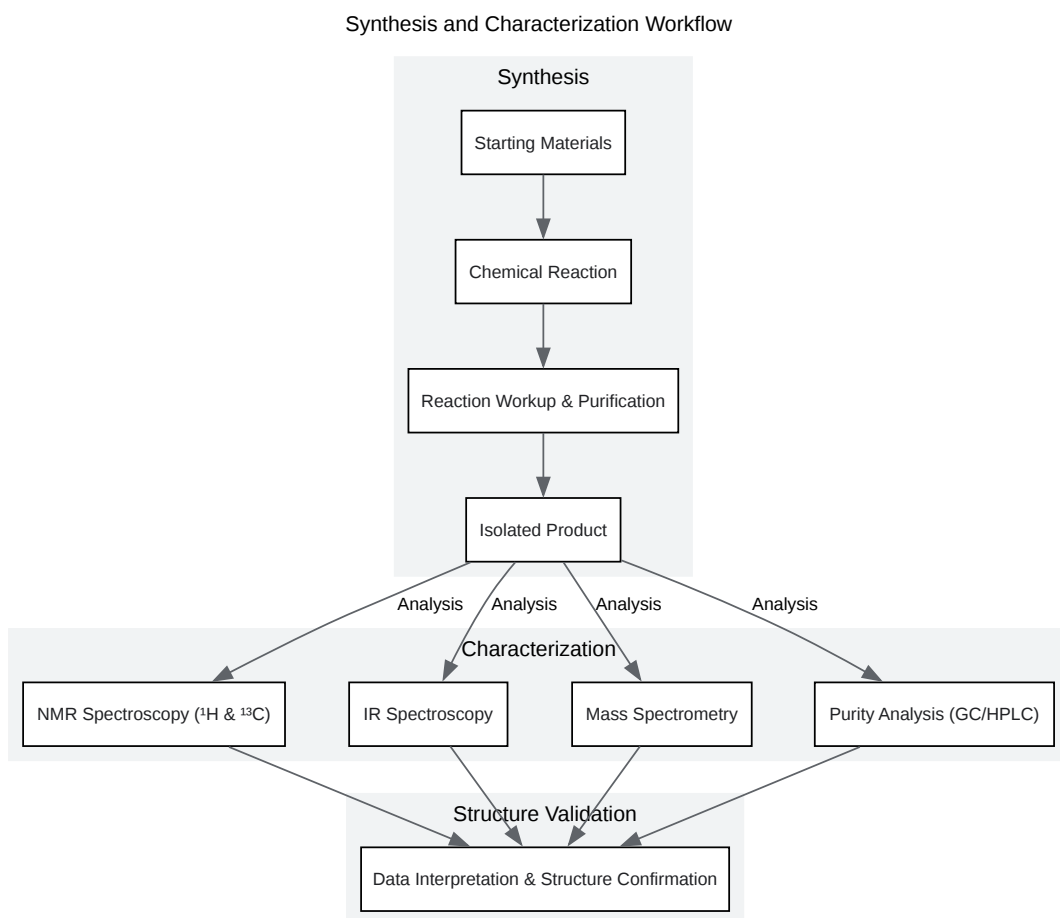 Synthesis and Characterization Workflow
Synthesis
Starting Materials
Chemical Reaction
Reaction Workup & Purification
Isolated Product
Analysis
Analysis
Analysis
Analysis
Characterization
NMR Spectroscopy (¹H & ¹³C)
IR Spectroscopy
Mass Spectrometry
Purity Analysis (GC/HPLC)
Structure Validation
Data Interpretation & Structure Confirmation